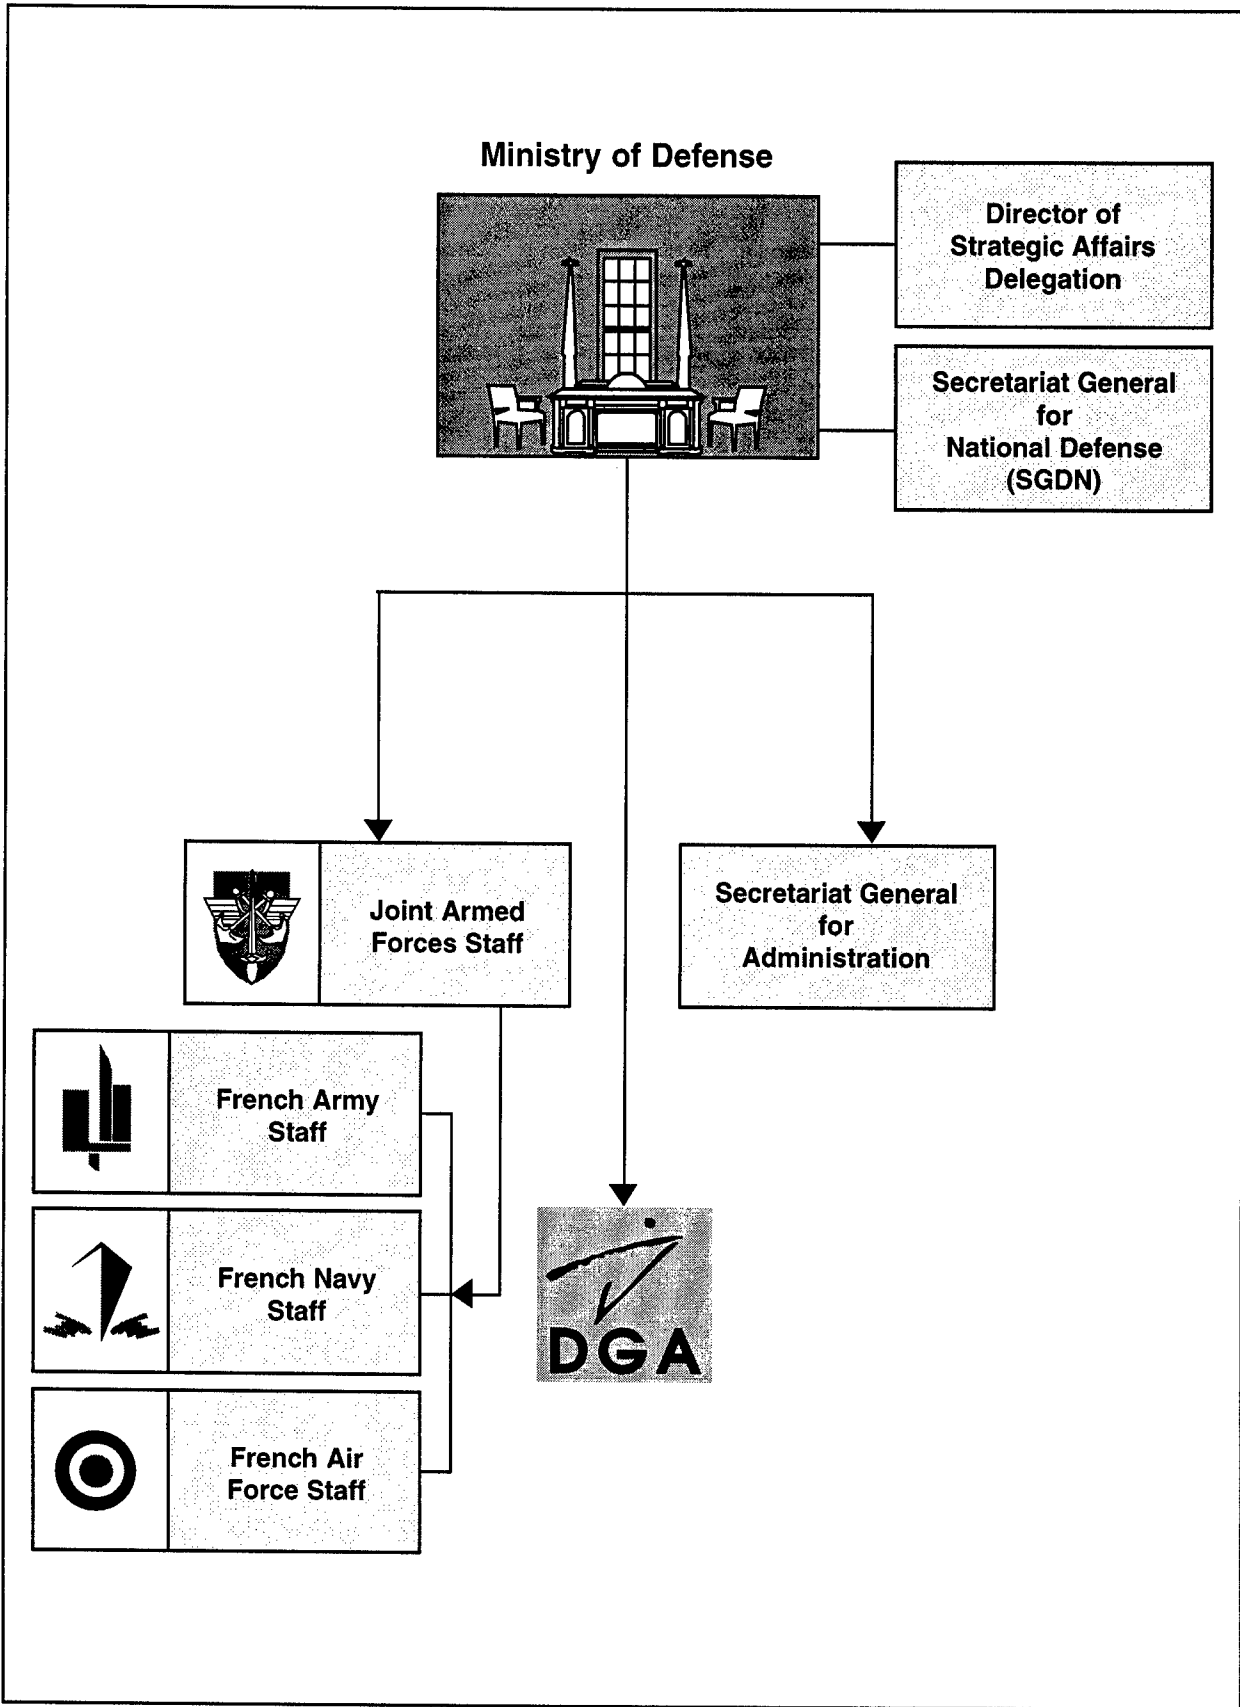 Ministry of Defense
Director of
Strategic Affairs
Delegation
Secretariat General
for
National Defense
(SGDN)
Joint Armed
Forces Staff
Secretariat General
for
Administration
French Army
Staff
French Navy
Staff
DGA
French Air
Force Staff